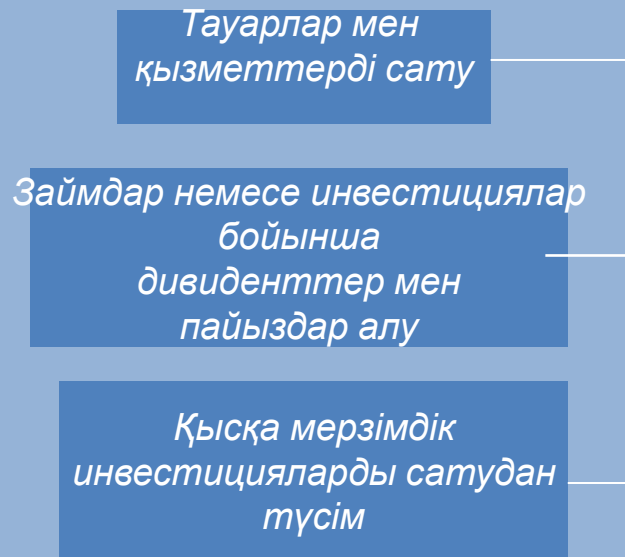 Тауарлар мен
қызметтерді сату
Займдар немесе инвестициялар
бойынша
дивиденттер мен
пайыздар алу
Қысқа мерзімдік
инвестицияларды сатудан
түсім